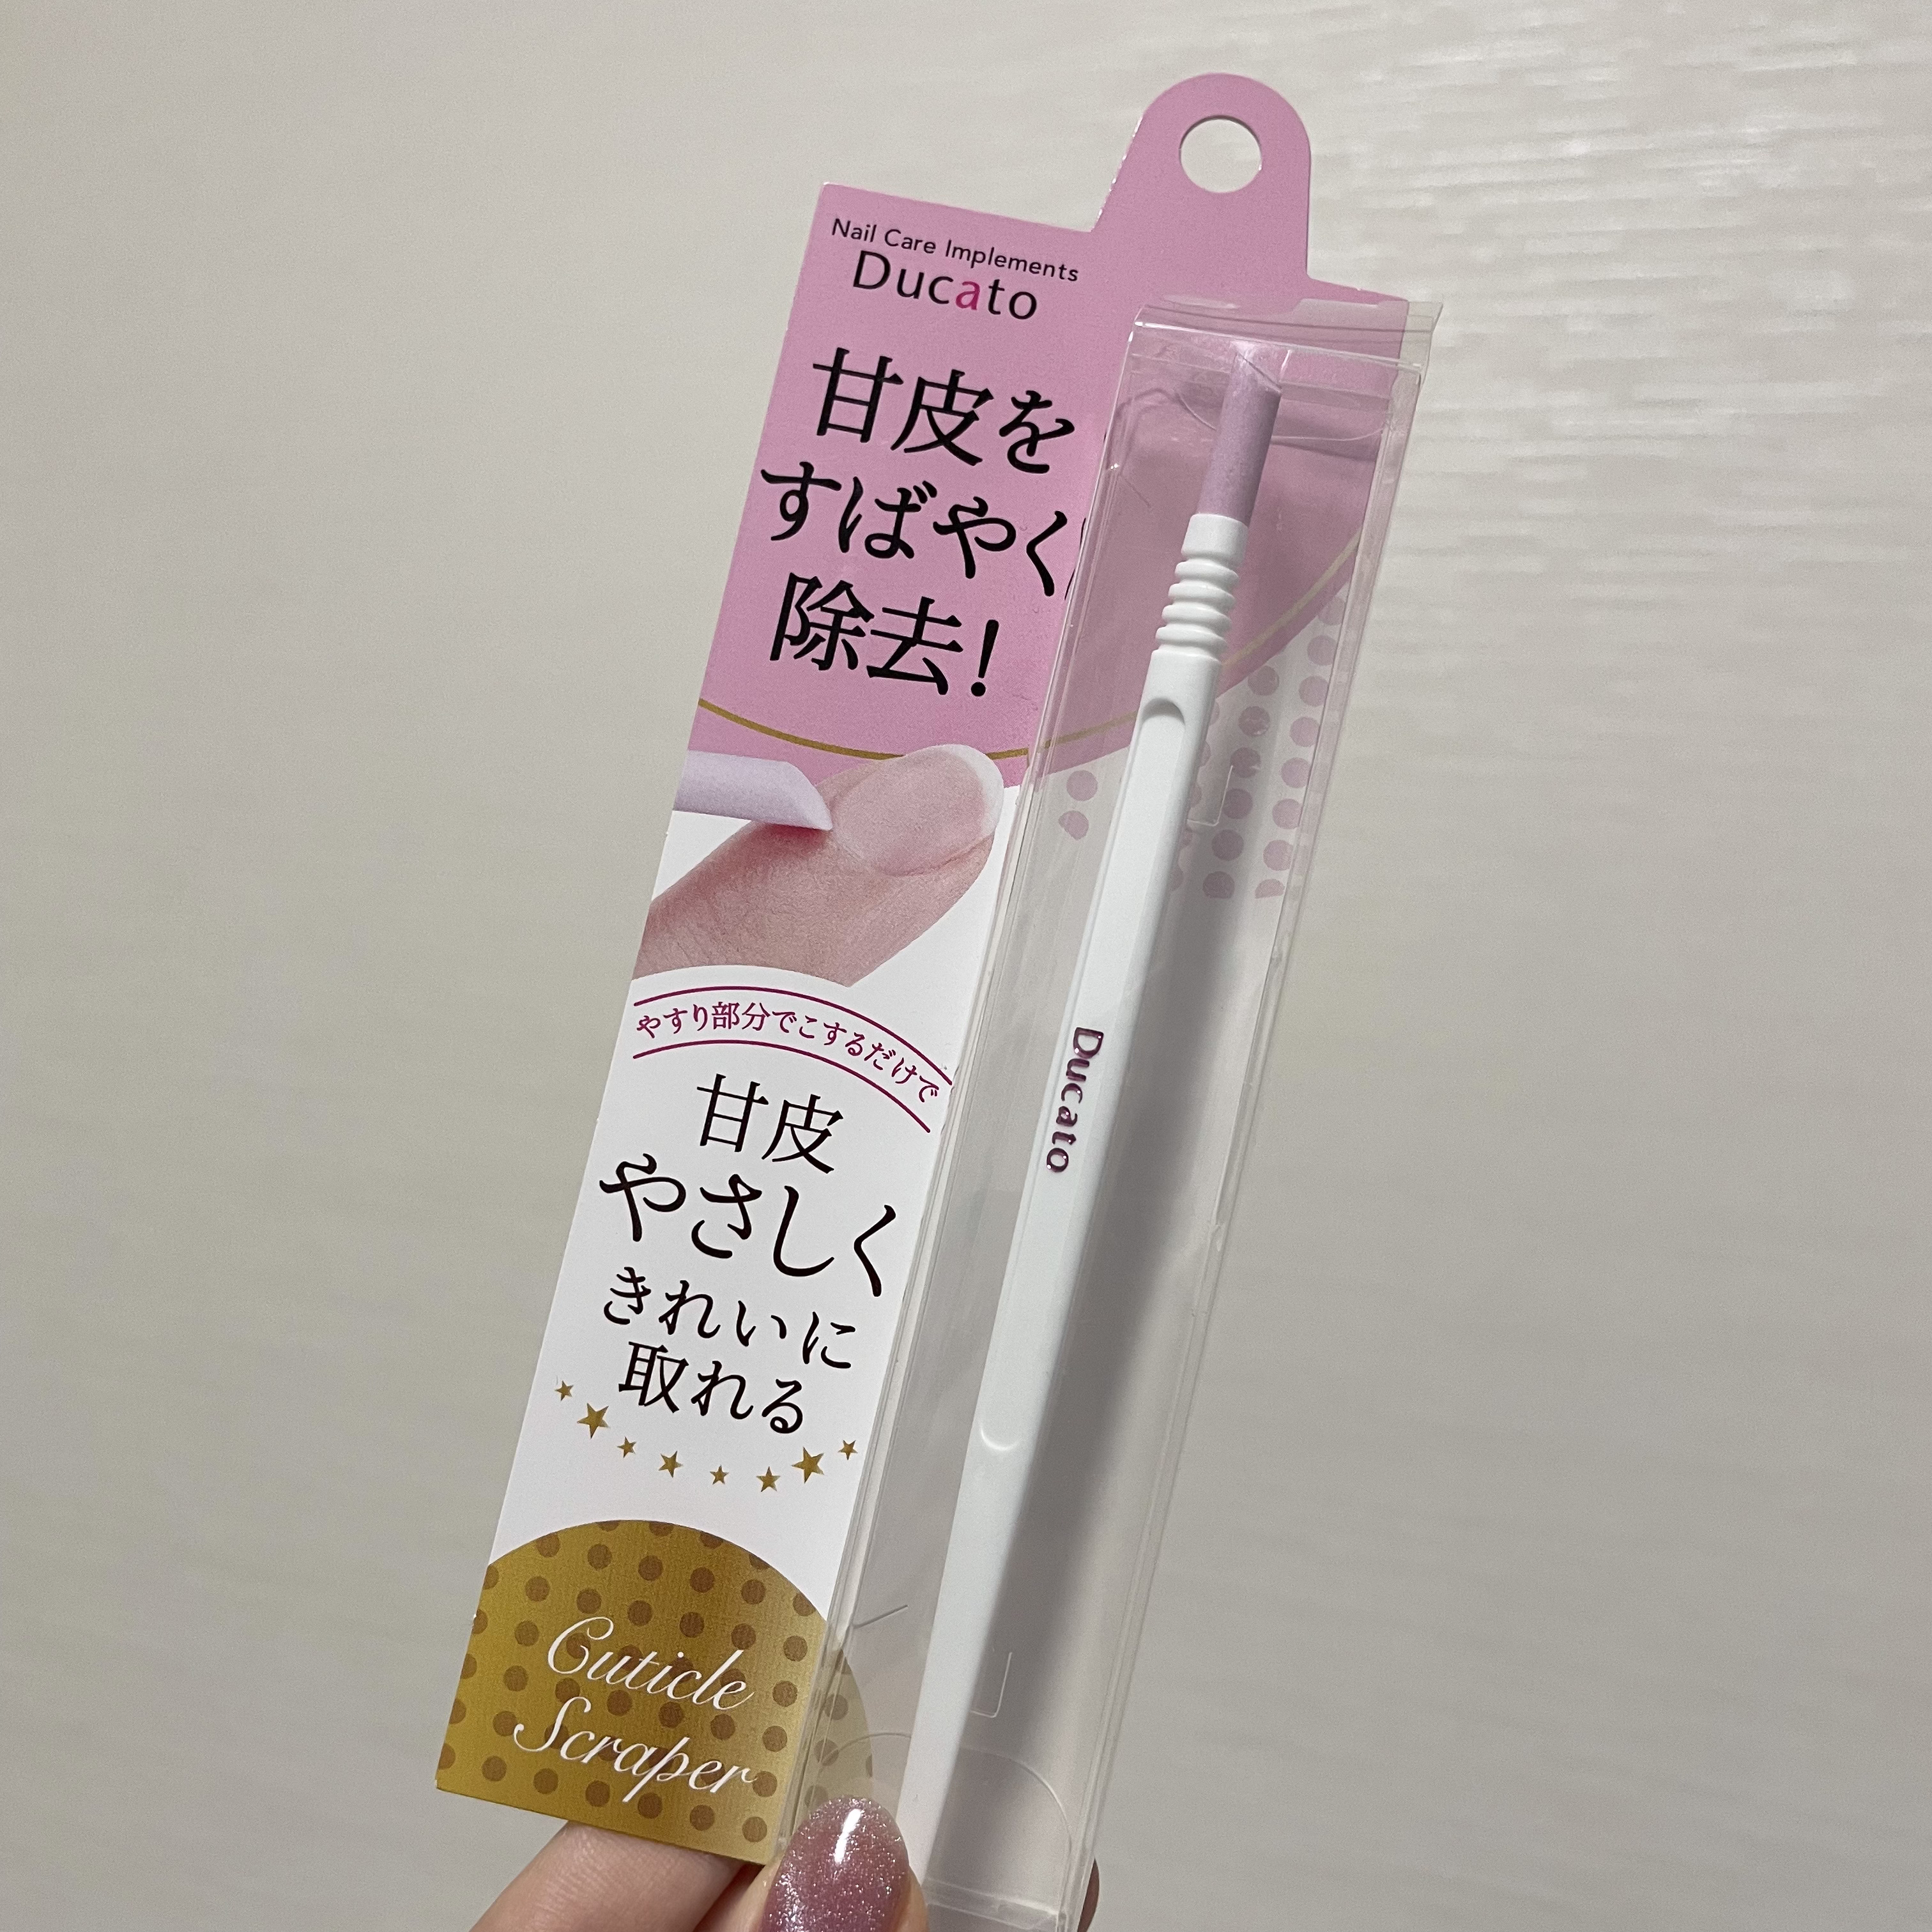 Nail Care Implements
Ducato
甘皮を
すばやく
除去!
やすり部分でこするだけで
甘皮
やさしく
きれいに
取れる
Cuticle
Scraper
Ducato